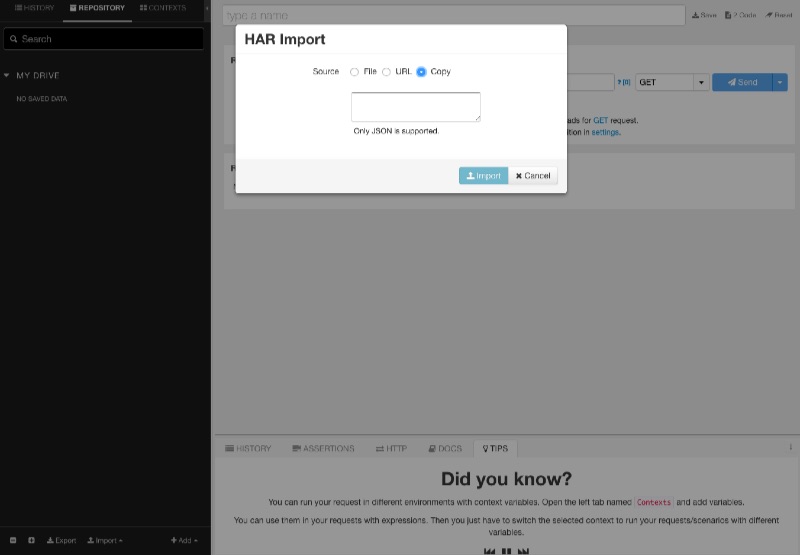 HISTORY REPOSITORY CONTEXTS
type a name
Save
? Code
Reset
Search
MY DRIVE
NO SAVED DATA
HAR Import
Source File URL Copy
Only JSON is supported.
Import Cancel
? [0] GET Send
ads for GET request.
ition in settings.
HISTORY ASSERTIONS HTTP DOCS TIPS
Did you know?
You can run your request in different environments with context variables. Open the left tab named Contexts and add variables.
You can use them in your requests with expressions. Then you just have to switch the selected context to run your requests/scenarios with different
variables.
Export Import Add